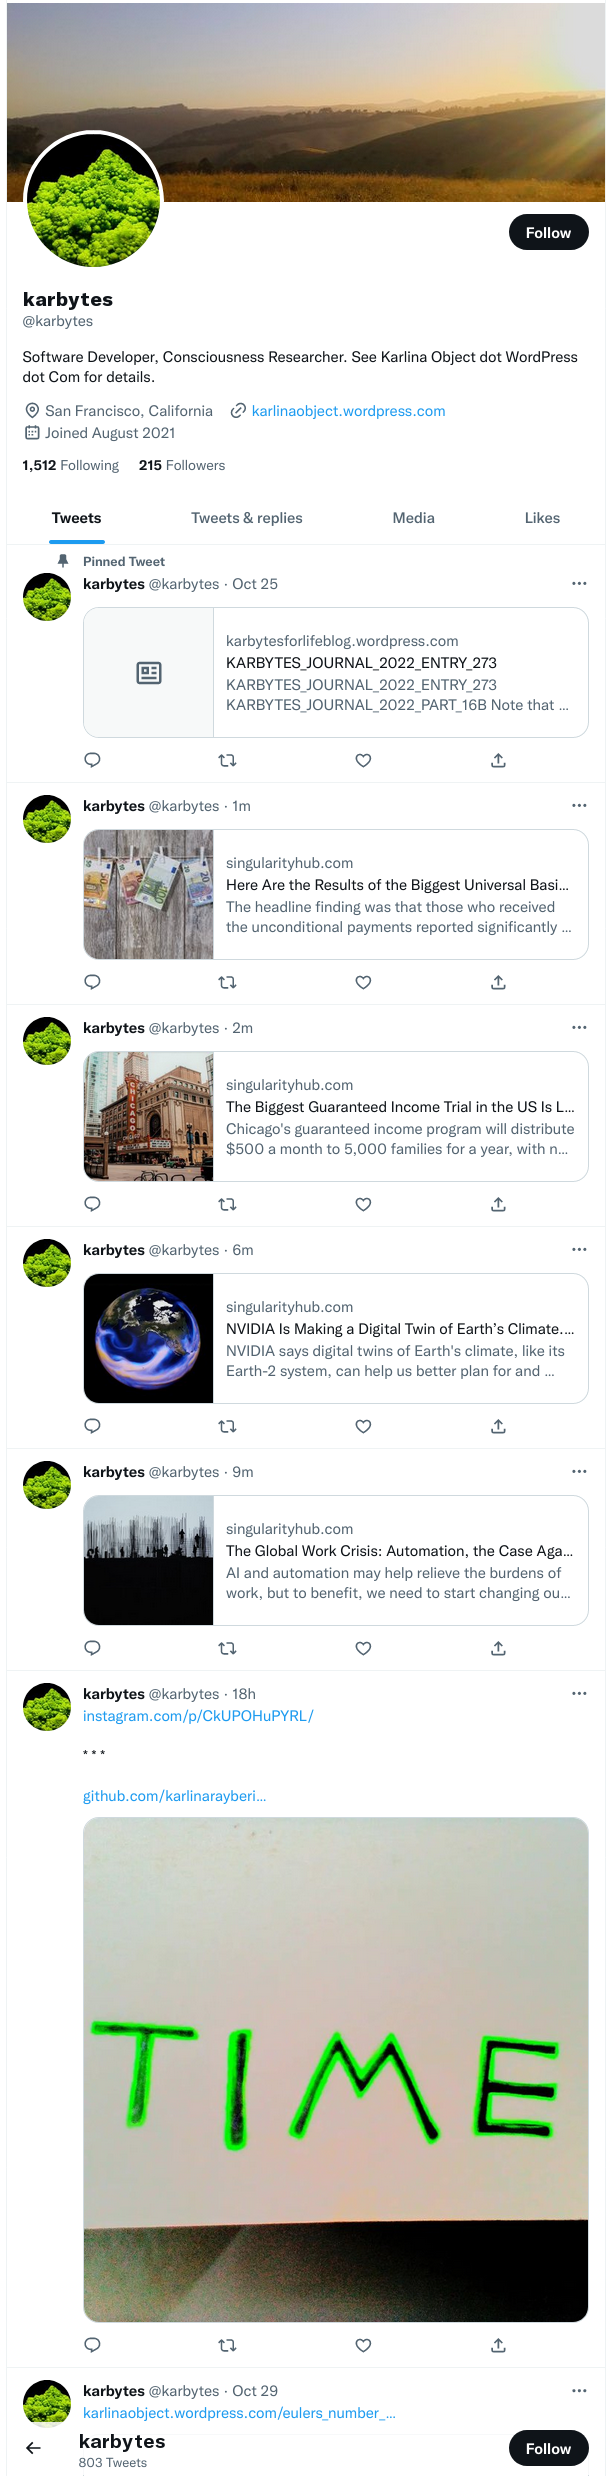 Follow
karbytes
@karbytes
Software Developer, Consciousness Researcher. See Karlina Object dot WordPress
dot Com for details.
San Francisco, California karlinaobject.wordpress.com
Joined August 2021
1,512 Following 215 Followers
Tweets Tweets & replies Media Likes
Pinned Tweet
karbytes @karbytes · Oct 25
karbytesforlifeblog.wordpress.com
KARBYTES_JOURNAL_2022_ENTRY_273
KARBYTES_JOURNAL_2022_ENTRY_273
KARBYTES_JOURNAL_2022_PART_16B Note that ...
karbytes @karbytes · 1m
singularityhub.com
Here Are the Results of the Biggest Universal Basi...
The headline finding was that those who received
the unconditional payments reported significantly ...
karbytes @karbytes · 2m
CHICAGO
singularityhub.com
The Biggest Guaranteed Income Trial in the US Is L...
Chicago's guaranteed income program will distribute
$500 a month to 5,000 families for a year, with n...
karbytes @karbytes · 6m
singularityhub.com
NVIDIA Is Making a Digital Twin of Earth’s Climate....
NVIDIA says digital twins of Earth's climate, like its
Earth-2 system, can help us better plan for and ...
karbytes @karbytes · 9m
singularityhub.com
The Global Work Crisis: Automation, the Case Aga...
AI and automation may help relieve the burdens of
work, but to benefit, we need to start changing ou...
karbytes @karbytes · 18h
instagram.com/p/CkUPOHuPYRL/
* * *
github.com/karlinarayberi...
TIME
karbytes @karbytes · Oct 29
karlinaobject.wordpress.com/eulers_number_...
karbytes
803 Tweets
Follow